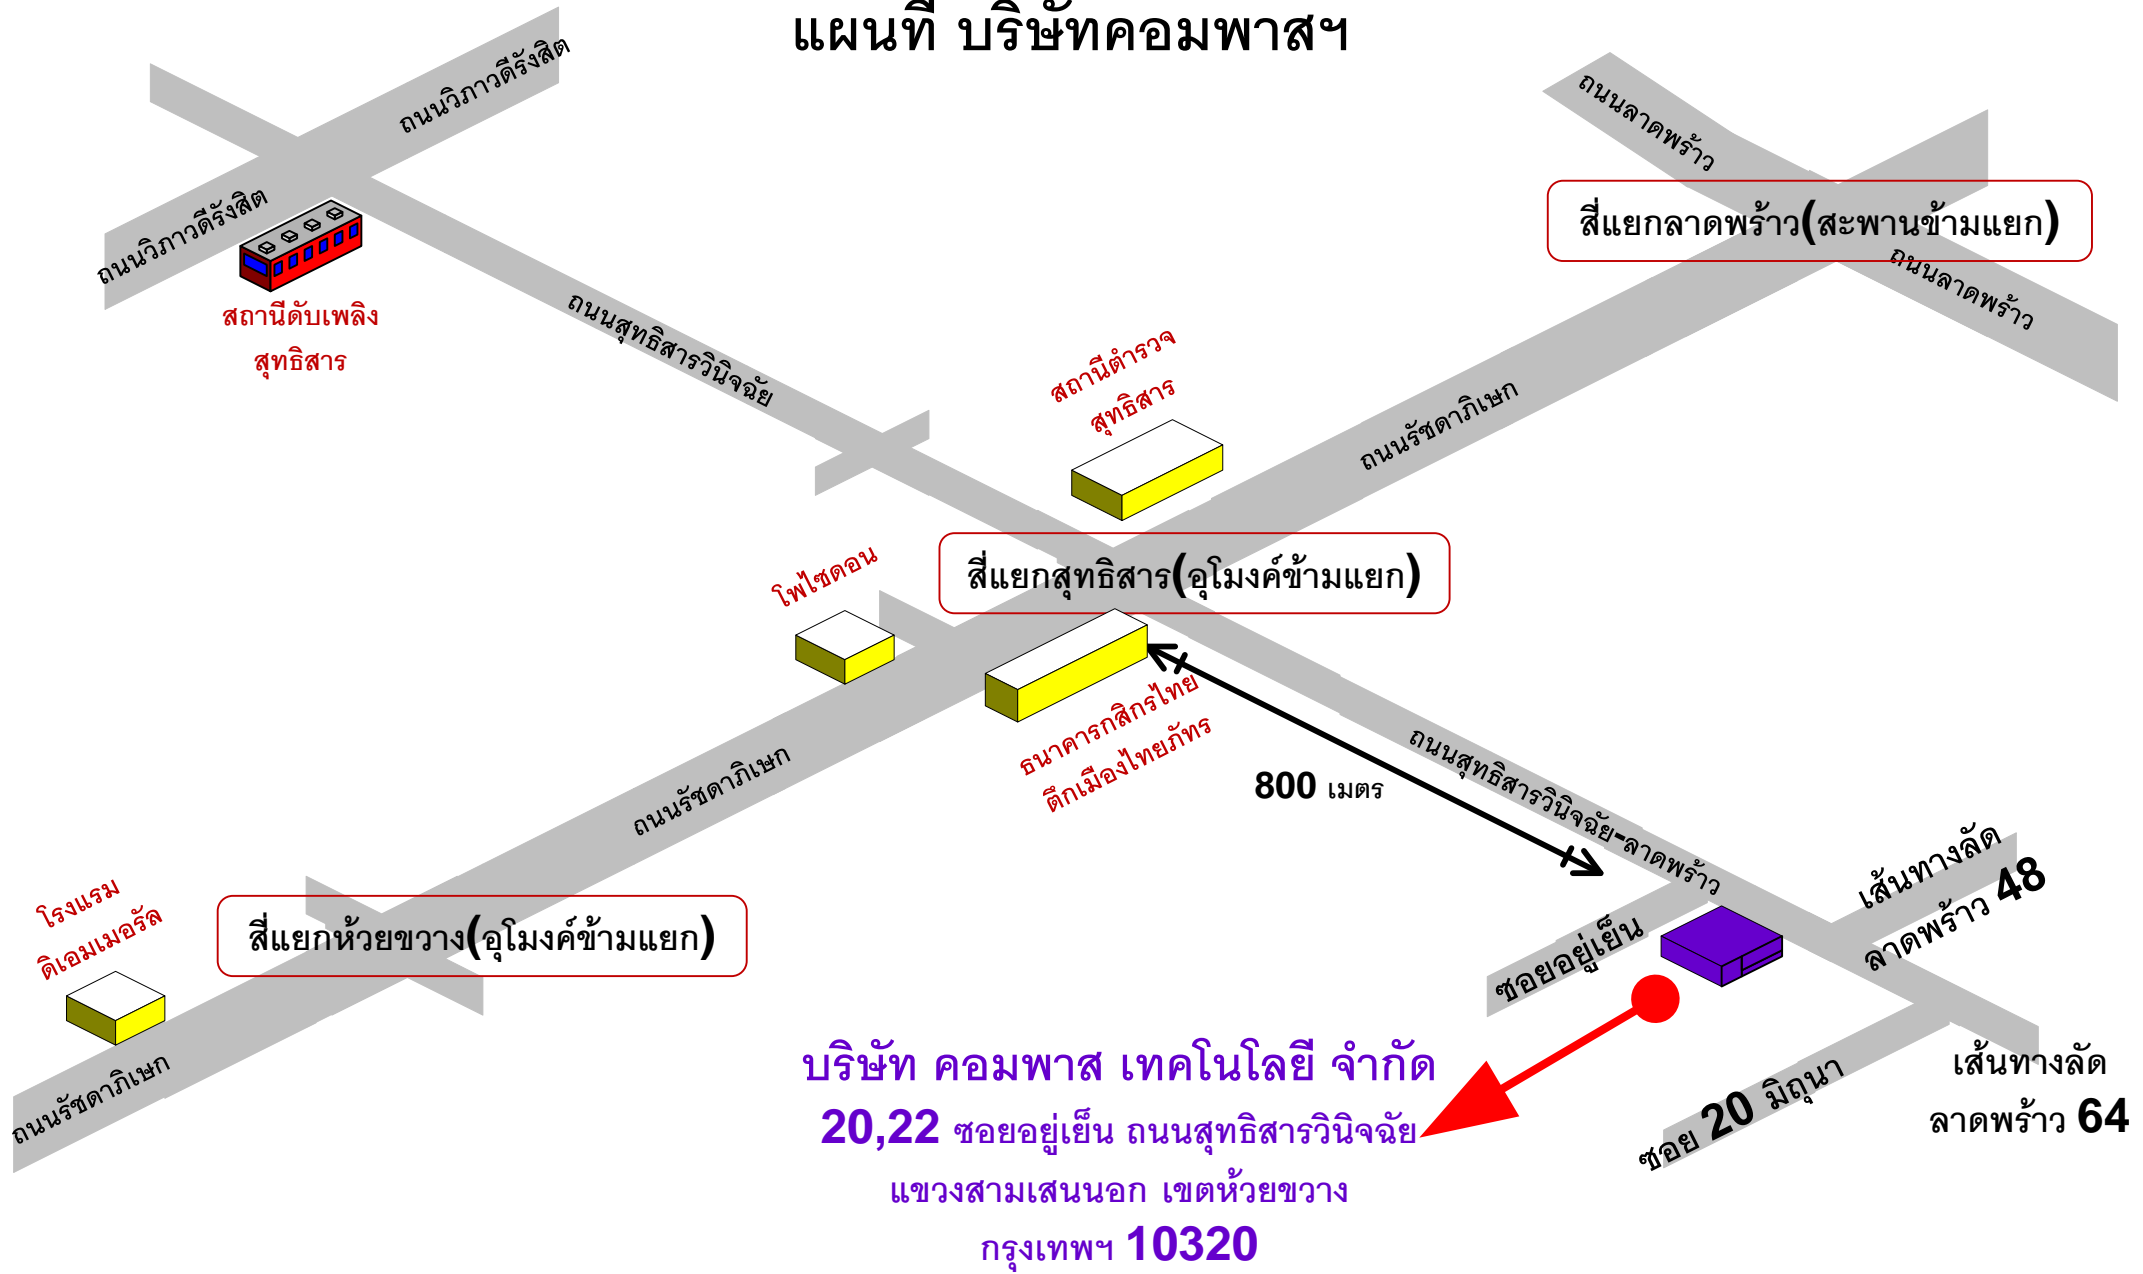 แผนที่ บริษัทคอมพาสฯ
ถนนวิภาวดีรังสิต
ถนนลาดพร้าว
ถนนวิภาวดีรังสิต
สี่แยกลาดพร้าว(สะพานข้ามแยก)
ถนนลาดพร้าว
สถานีดับเพลิง
สุทธิสาร
ถนนสุทธิสารวินิจฉัย
สถานีตำรวจ
สุทธิสาร
ถนนรัชดาภิเษก
โพไซดอน
สี่แยกสุทธิสาร(อุโมงค์ข้ามแยก)
ธนาคารกสิกรไทย
ตึกเมืองไทยภัทร
800 เมตร
ถนนสุทธิสารวินิจฉัย-ลาดพร้าว
ถนนรัชดาภิเษก
โรงแรม
ดิเอมเมอรัล
สี่แยกห้วยขวาง(อุโมงค์ข้ามแยก)
เส้นทางลัด
ลาดพร้าว 48
ซอยอยู่เย็น
ถนนรัชดาภิเษก
บริษัท คอมพาส เทคโนโลยี จำกัด
20,22 ซอยอยู่เย็น ถนนสุทธิสารวินิจฉัย
แขวงสามเสนนอก เขตห้วยขวาง
กรุงเทพฯ 10320
ซอย 20 มิถุนา
เส้นทางลัด
ลาดพร้าว 64